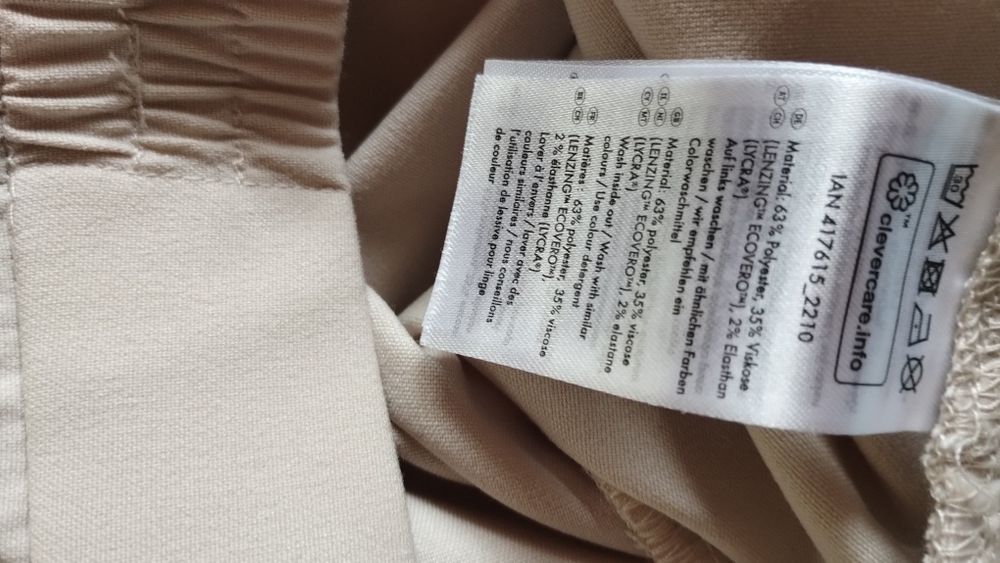 30
clevercare.info
IAN 417615_2210
DE
AT CH
Material: 63% Polyester, 35% Viskose
(LENZING™ ECOVERO™), 2% Elasthan
(LYCRA®)
Auf links waschen / mit ähnlichen Farben
waschen / wir empfehlen ein
Colorwaschmittel
GB
IE NI
CY MT
Material: 63% polyester, 35% viscose
(LENZING™ ECOVERO™), 2% elastane
(LYCRA®)
Wash inside out / Wash with similar
colours / Use colour detergent
FR
BE CH
Matières : 63% polyester, 35% viscose
(LENZING™ ECOVERO™),
2 % élasthanne (LYCRA®)
Laver à l'envers / laver avec des
couleurs similaires / nous conseillons
l'utilisation de lessive pour linge
de couleur